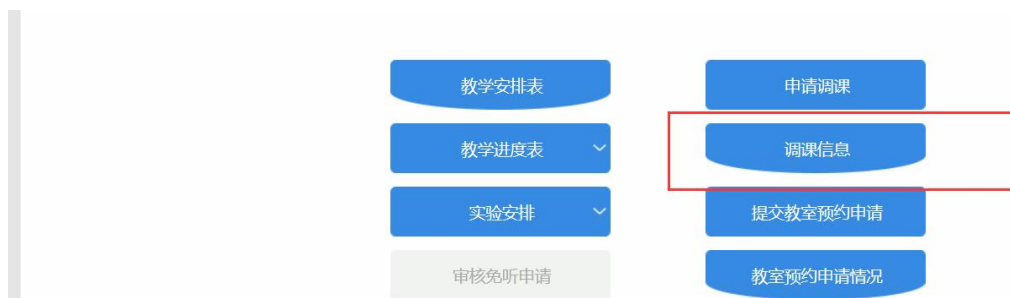 教学安排表
申请调课
教学进度表
调课信息
实验安排
提交教室预约申请
审核免听申请
教室预约申请情况